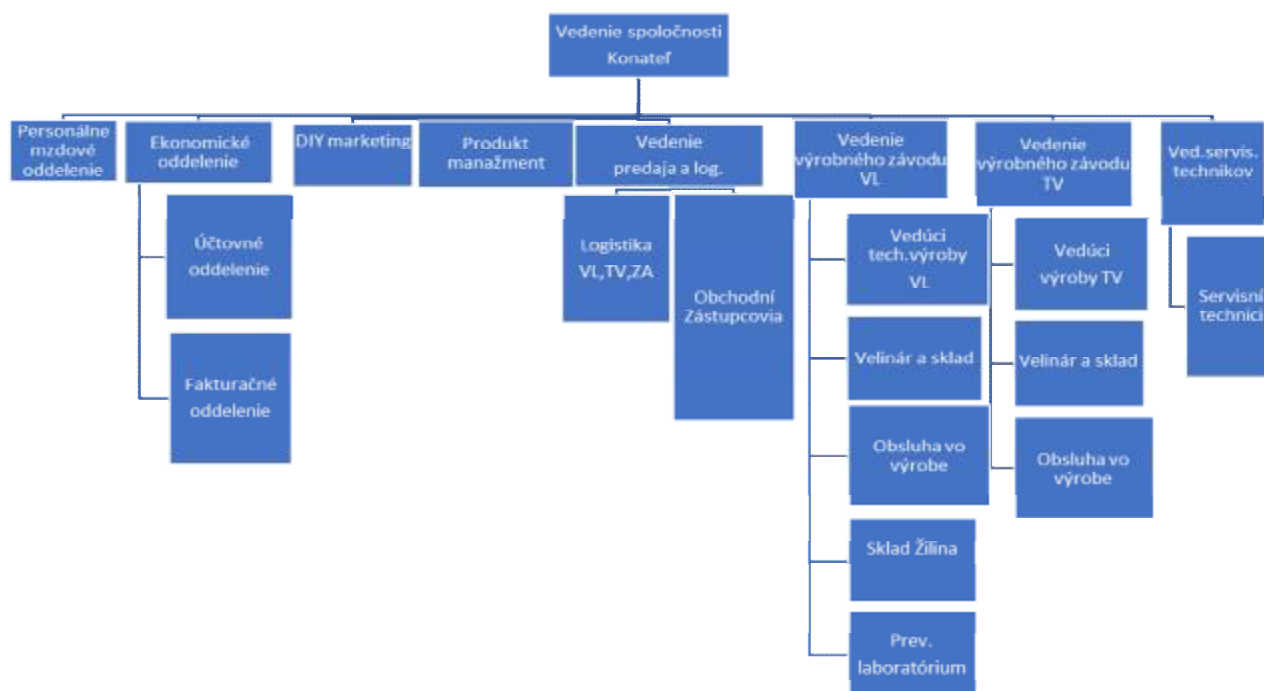 Vedenie spoločnosti
Konateľ
Personálne
mzdové
oddelenie
Ekonomické
oddelenie
DIY marketing
Produkt
manažment
Vedenie
predaja a log.
Vedenie
výrobného závodu
VL
Vedenie
výrobného závodu
TV
Ved.servis.
technikov
Účtovné
oddelenie
Fakturačné
oddelenie
Logistika
VL,TV,ZA
Obchodní
Zástupcovia
Vedúci
tech.výroby
VL
Velinár a sklad
Obsluha vo
výrobe
Sklad Žilina
Prev.
laboratórium
Vedúci
výroby TV
Velinár a sklad
Obsluha vo
výrobe
Servisní
technici